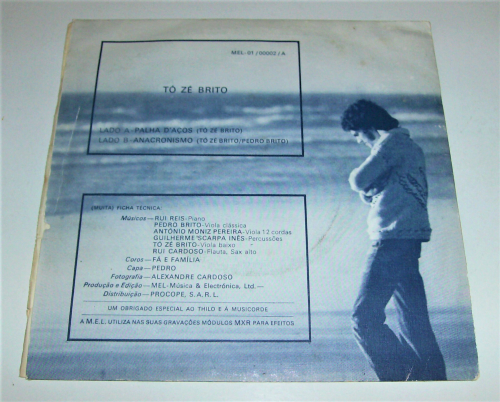 MEL-01/00002/A
TÓ ZÉ BRITO
LADO A-PALHA D'AÇOS (TÓ ZÉ BRITO)
LADO B-ANACRONISMO (TÓ ZÉ BRITO/PEDRO BRITO)
FICHA TÉCNICA:
Músicos—RUI REIS-Piano
PEDRO BRITO-Viola clássica
ANTÓNIO MONIZ PEREIRA-Viola 12 cordas
GUILHERME SCARPA INÊS-Percussões
TÓ ZÉ BRITO-Viola baixo
RUI CARDOSO-Flauta, Sax alto
Coros—FÁ E FAMÍLIA
Capa—PEDRO
Fotografia—ALEXANDRE CARDOSO
Produção e Edição—MEL-Música & Electrónica, Ltd.—
Distribuição—PROCOPE, S.A.R.L.
UM OBRIGADO ESPECIAL AO THILO E À MUSICORDE
A M.E.L. UTILIZA NAS SUAS GRAVAÇÕES MÓDULOS MXR PARA EFEITOS